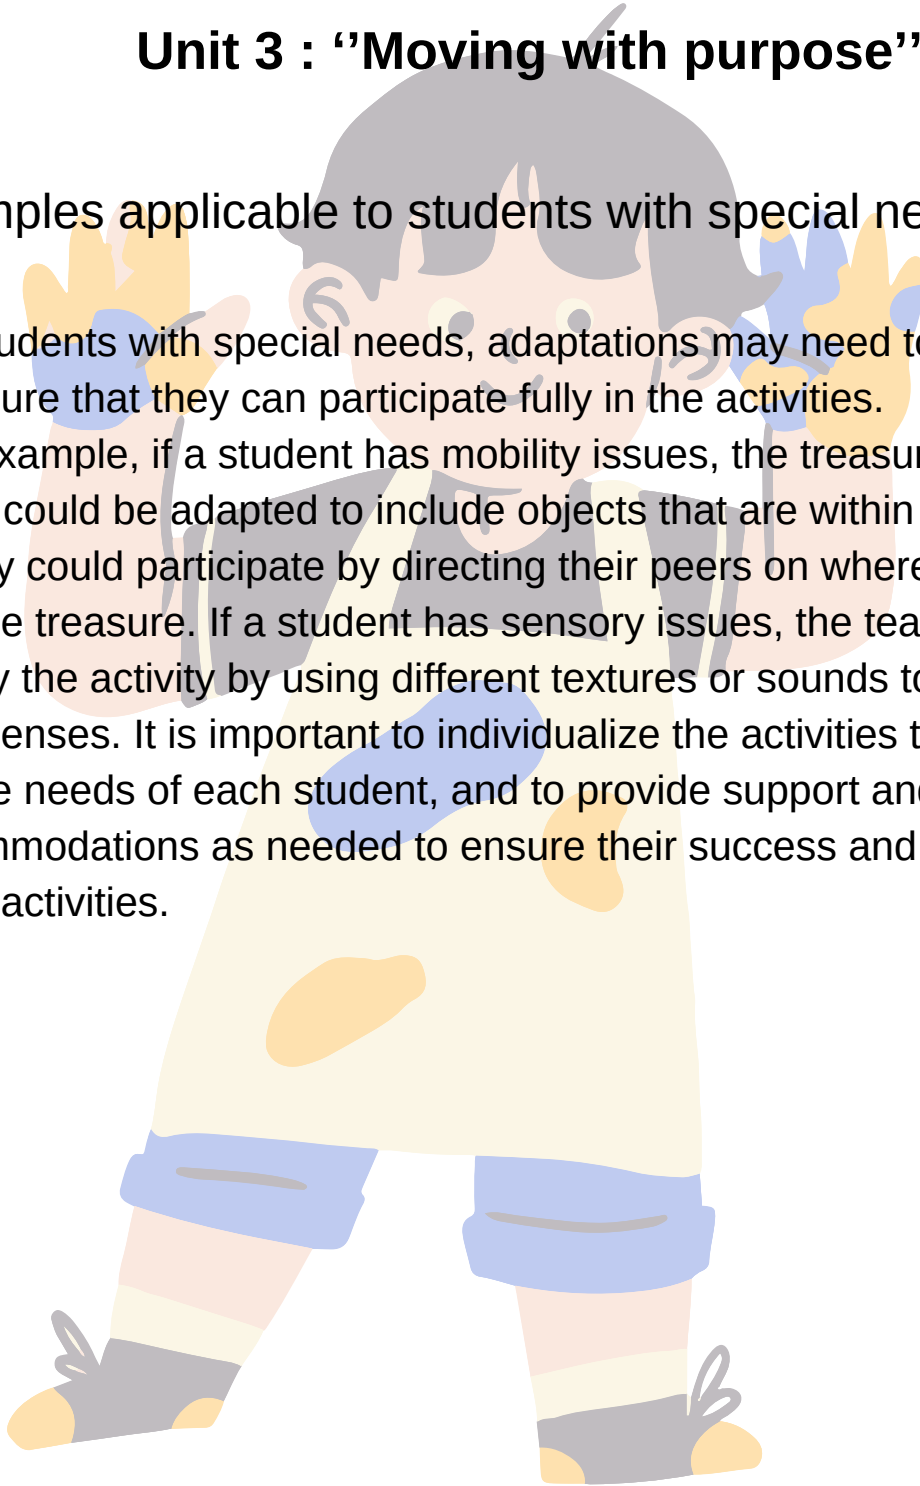 Unit 3 : ‘’Moving with purpose’’
mples applicable to students with special ne
udents with special needs, adaptations may need to
ure that they can participate fully in the activities.
xample, if a student has mobility issues, the treasur
could be adapted to include objects that are within
y could participate by directing their peers on where
e treasure. If a student has sensory issues, the tea
y the activity by using different textures or sounds to
enses. It is important to individualize the activities t
e needs of each student, and to provide support and
mmodations as needed to ensure their success and
activities.